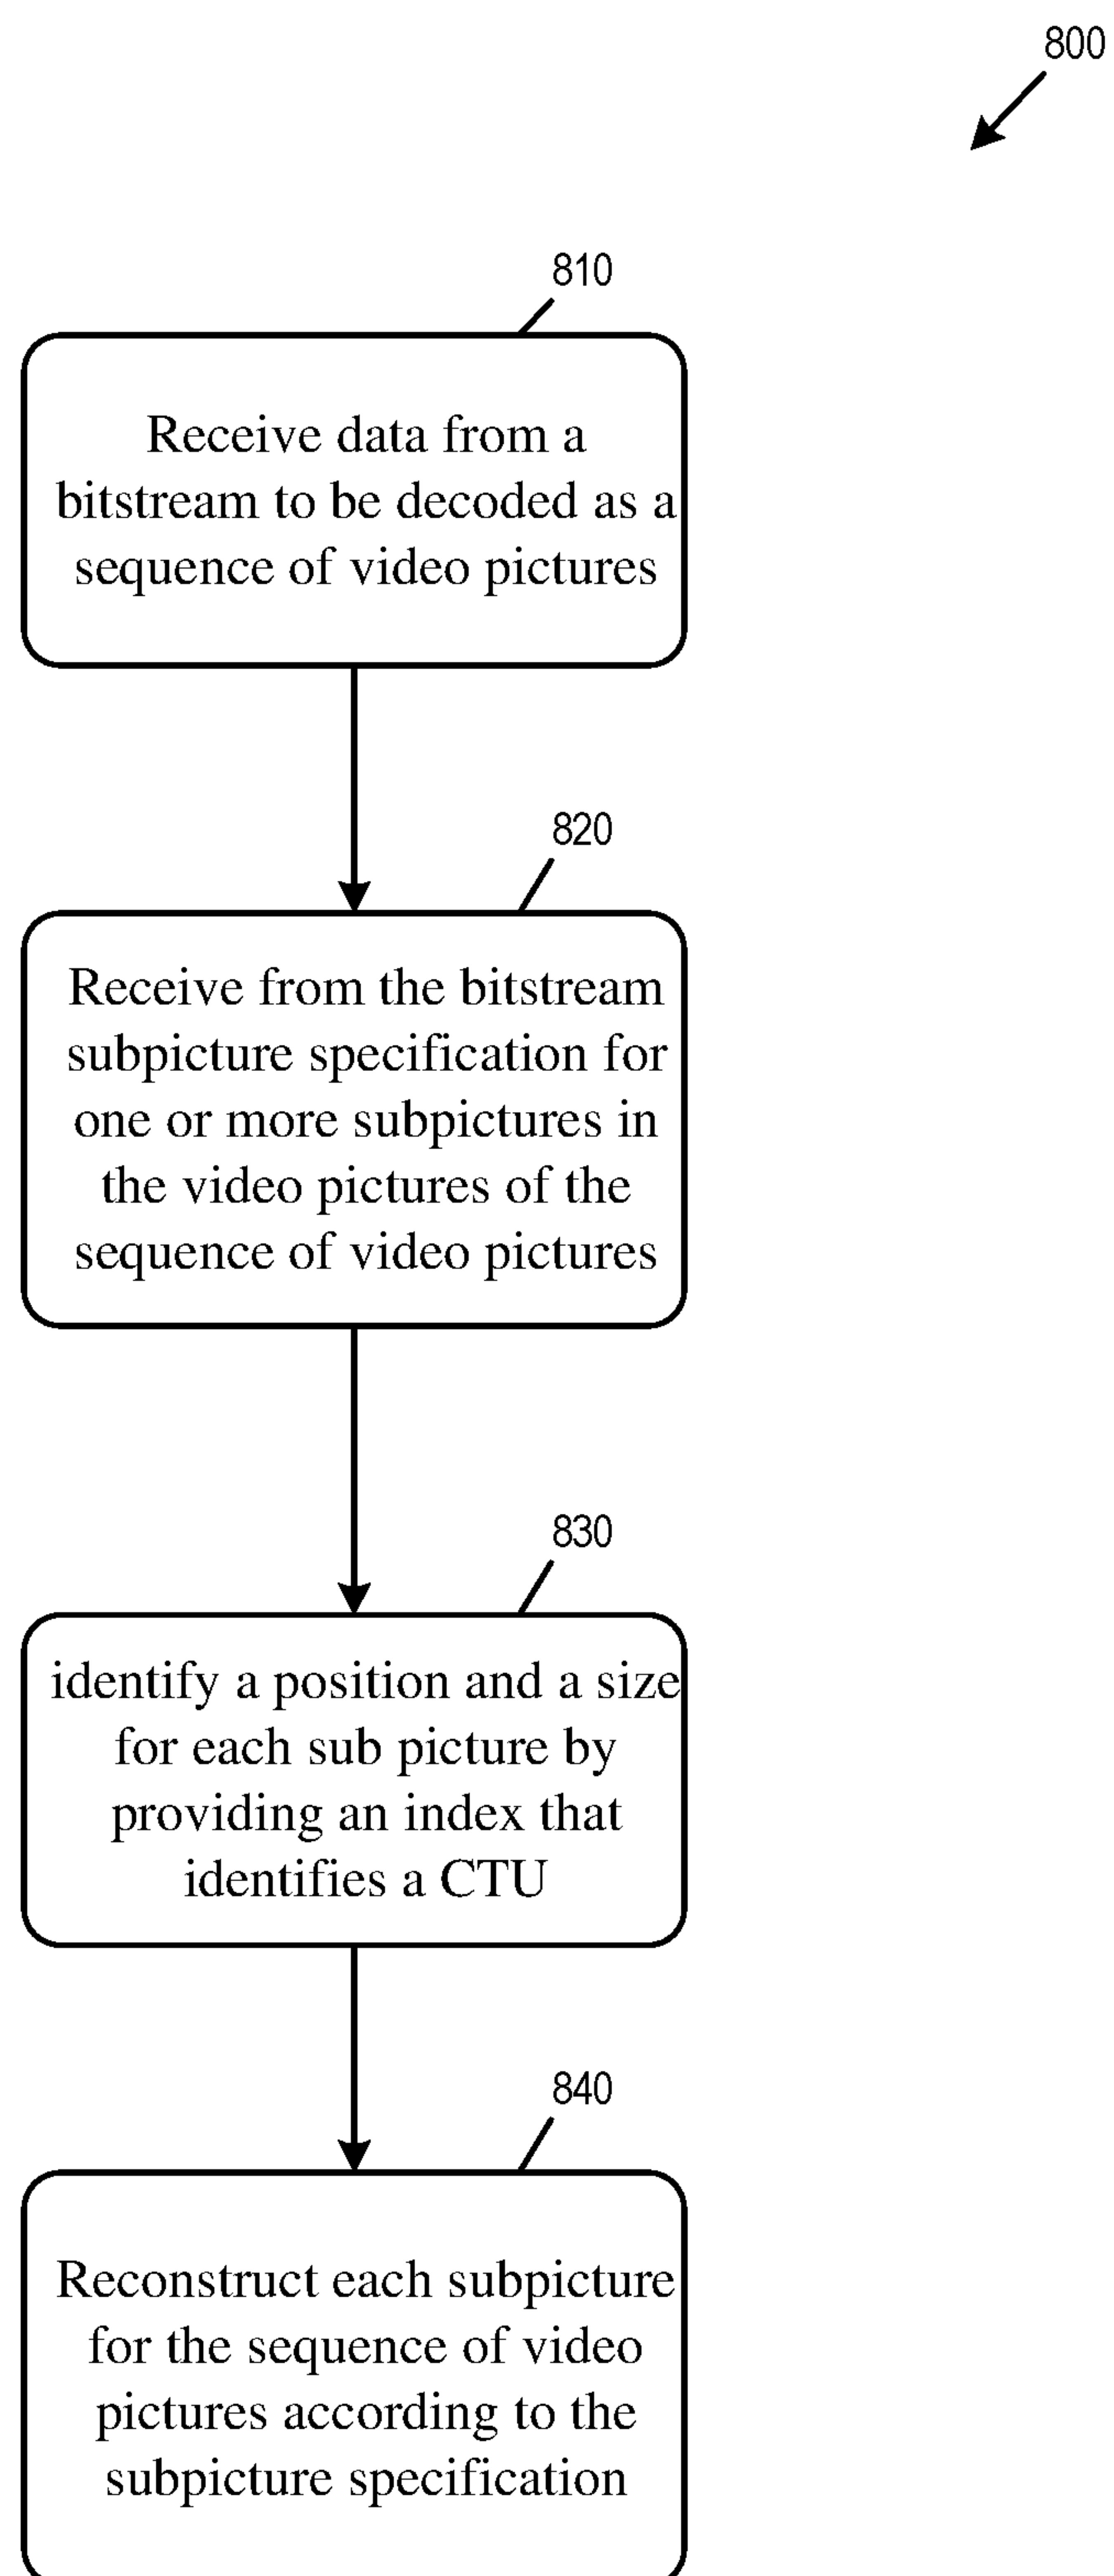 800
810
Receive data from a
bitstream to be decoded as a
sequence of video pictures
820
Receive from the bitstream
subpicture specification for
one or more subpictures in
the video pictures of the
sequence of video pictures
830
identify a position and a size
for each sub picture by
providing an index that
identifies a CTU
840
Reconstruct each subpicture
for the sequence of video
pictures according to the
subpicture specification